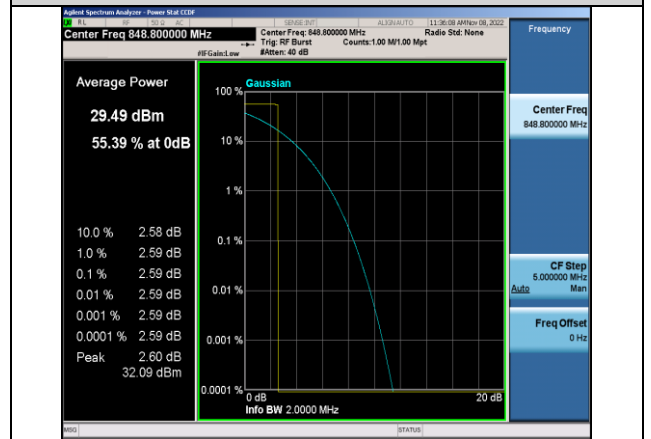 Agilent Spectrum Analyzer - Power Stat CCDF
RL RF 50 Ω AC SENSE:INT ALIGNAUTO 11:36:08 AMNov 08, 2022
Center Freq 848.800000 MHz
Center Freq: 848.800000 MHz Radio Std: None
Trig: RF Burst Counts:1.00 M/1.00 Mpt
#IFGain:Low #Atten: 40 dB
Frequency
Average Power
29.49 dBm
55.39 % at 0dB
10.0 % 2.58 dB
1.0 % 2.59 dB
0.1 % 2.59 dB
0.01 % 2.59 dB
0.001 % 2.59 dB
0.0001 % 2.59 dB
Peak 2.60 dB
32.09 dBm
Gaussian
100 %
10 %
1 %
0.1 %
0.01 %
0.001 %
0.0001 %
0 dB 20 dB
Info BW 2.0000 MHz
Center Freq
848.800000 MHz
CF Step
5.000000 MHz
Auto Man
Freq Offset
0 Hz
MSG STATUS